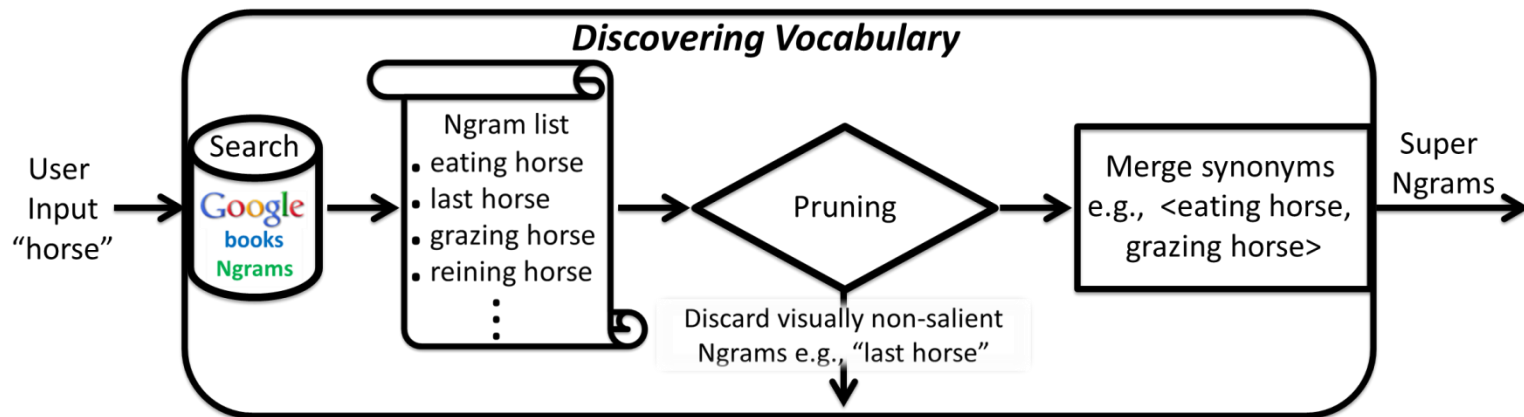 Discovering Vocabulary
User
Input
“horse”
Search
Google
books
Ngrams
Ngram list
• eating horse
• last horse
• grazing horse
• reining horse
⋮
Pruning
Discard visually non-salient
Ngrams e.g., “last horse”
Merge synonyms
e.g., <eating horse,
grazing horse>
Super
Ngrams